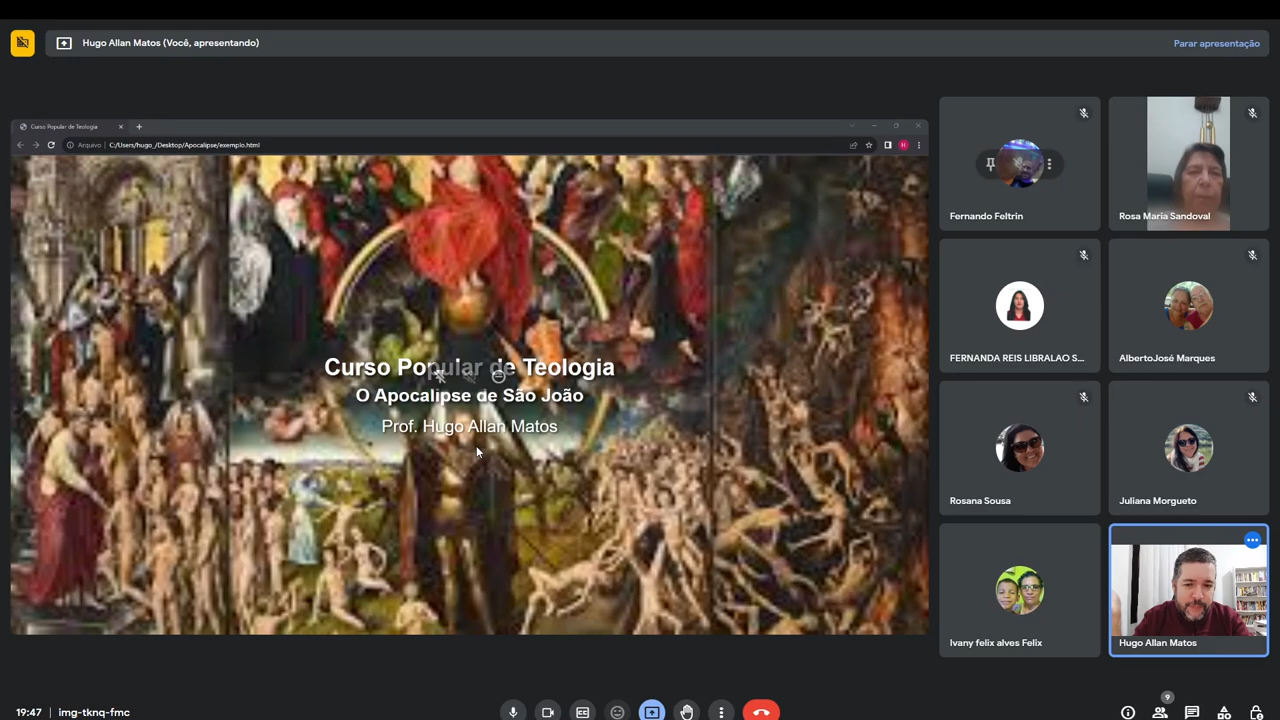 Hugo Allan Matos (Você, apresentando)
Parar apresentação
Curso Popular de Teologia
Arquivo | C:/Users/hugo_/Desktop/Apocalipse/exemplo.html
H
Curso Popular de Teologia
O Apocalipse de São João
Prof. Hugo Allan Matos
Fernando Feltrin
Rosa Maria Sandoval
FERNANDA REIS LIBRALAO S...
AlbertoJosé Marques
Rosana Sousa
Juliana Morgueto
Ivany felix alves Felix
Hugo Allan Matos
19:47 | img-tknq-fmc
9